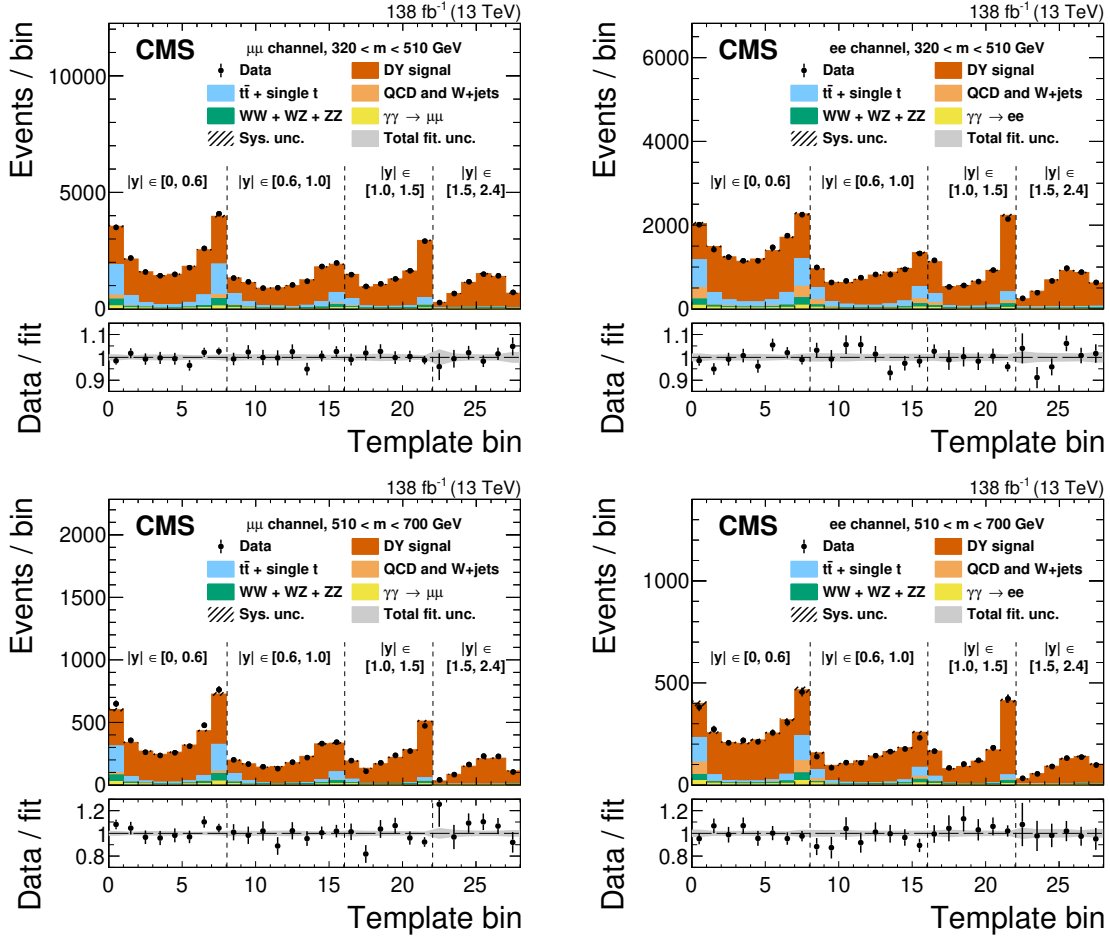 138 fb⁻¹ (13 TeV)
CMS
μμ channel, 320 < m < 510 GeV
Data
DY signal
tt̄ + single t
QCD and W+jets
WW + WZ + ZZ
γγ → μμ
Sys. unc.
Total fit. unc.
|y| ∈ [0, 0.6]
|y| ∈ [0.6, 1.0]
|y| ∈
[1.0, 1.5]
|y| ∈
[1.5, 2.4]
Events / bin
10000
5000
0
Data / fit
1.1
1
0.9
0 5 10 15 20 25
Template bin
138 fb⁻¹ (13 TeV)
CMS
ee channel, 320 < m < 510 GeV
Data
DY signal
tt̄ + single t
QCD and W+jets
WW + WZ + ZZ
γγ → ee
Sys. unc.
Total fit. unc.
|y| ∈ [0, 0.6]
|y| ∈ [0.6, 1.0]
|y| ∈
[1.0, 1.5]
|y| ∈
[1.5, 2.4]
Events / bin
6000
4000
2000
0
Data / fit
1.1
1
0.9
0 5 10 15 20 25
Template bin
138 fb⁻¹ (13 TeV)
CMS
μμ channel, 510 < m < 700 GeV
Data
DY signal
tt̄ + single t
QCD and W+jets
WW + WZ + ZZ
γγ → μμ
Sys. unc.
Total fit. unc.
|y| ∈ [0, 0.6]
|y| ∈ [0.6, 1.0]
|y| ∈
[1.0, 1.5]
|y| ∈
[1.5, 2.4]
Events / bin
2000
1500
1000
500
0
Data / fit
1.2
1
0.8
0 5 10 15 20 25
Template bin
138 fb⁻¹ (13 TeV)
CMS
ee channel, 510 < m < 700 GeV
Data
DY signal
tt̄ + single t
QCD and W+jets
WW + WZ + ZZ
γγ → ee
Sys. unc.
Total fit. unc.
|y| ∈ [0, 0.6]
|y| ∈ [0.6, 1.0]
|y| ∈
[1.0, 1.5]
|y| ∈
[1.5, 2.4]
Events / bin
1000
500
0
Data / fit
1.2
1
0.8
0 5 10 15 20 25
Template bin